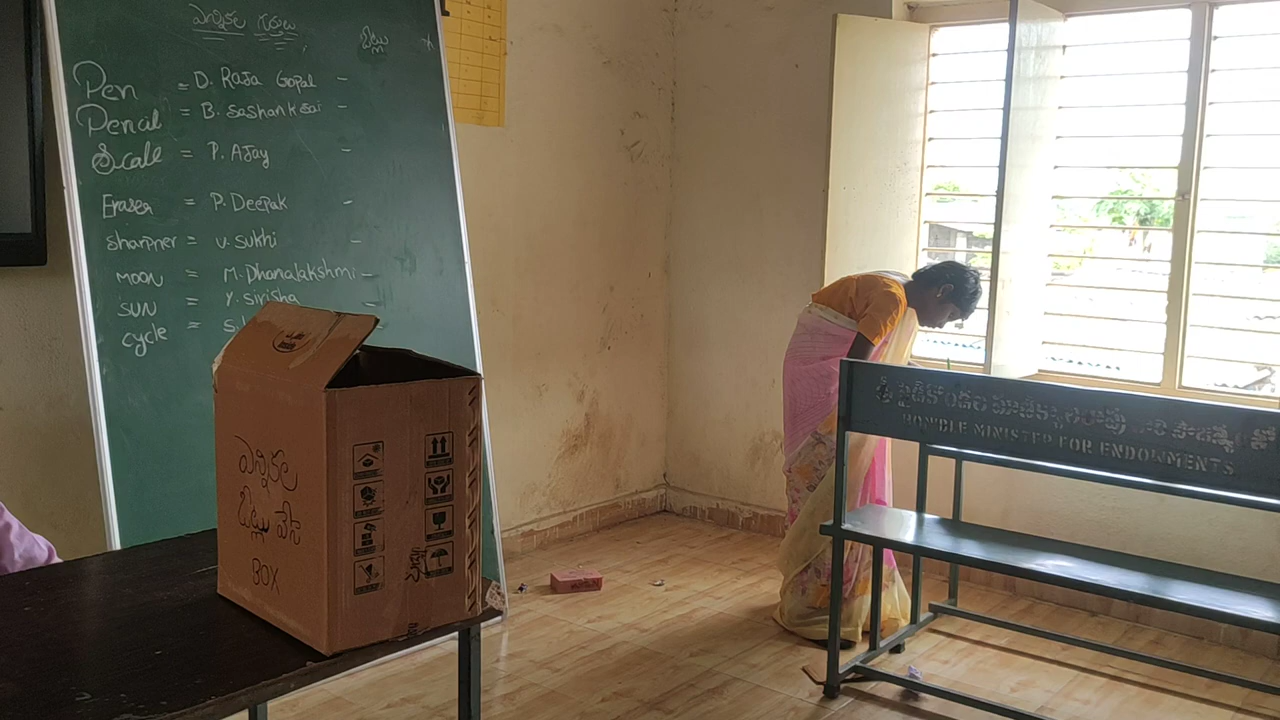 ఎన్నికల గుర్తులు
ఓట్లు
Pen = D. Raja Gopal -
Pencil = B. Sashank Sai -
Scale = P. Ajay -
Eraser = P. Deepak -
Sharpner = V. Sukhi -
MOON = M. Dhanalakshmi -
SUN = Y. Sirisha -
cycle = S.
ఎన్నికల
ఓట్లు వేసే
BOX
HON'BLE MINISTER FOR ENDOWMENTS